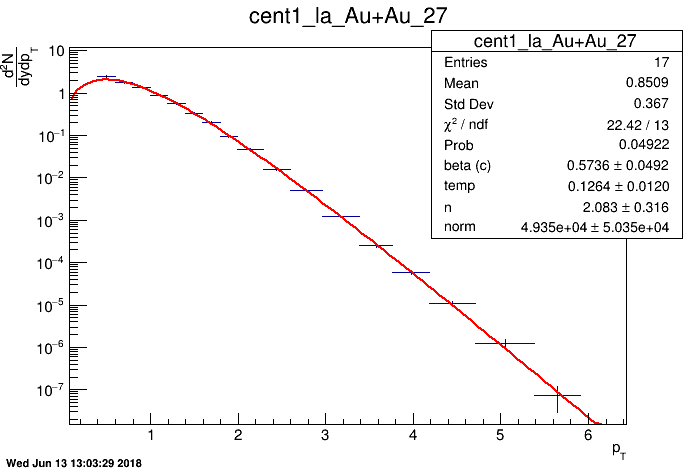 cent1_la_Au+Au_27
d²N
dydp_T
10
1
10⁻¹
10⁻²
10⁻³
10⁻⁴
10⁻⁵
10⁻⁶
10⁻⁷
cent1_la_Au+Au_27
Entries 17
Mean 0.8509
Std Dev 0.367
χ² / ndf 22.42 / 13
Prob 0.04922
beta (c) 0.5736 ± 0.0492
temp 0.1264 ± 0.0120
n 2.083 ± 0.316
norm 4.935e+04 ± 5.035e+04
1 2 3 4 5 6
p_T
Wed Jun 13 13:03:29 2018